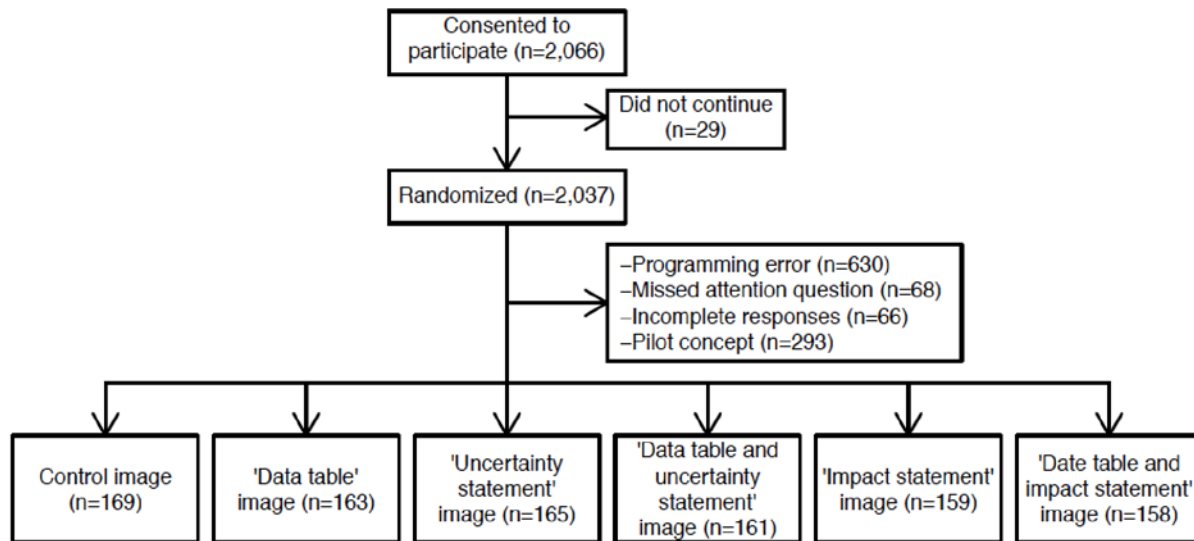 Consented to
participate (n=2,066)
Did not continue
(n=29)
Randomized (n=2,037)
–Programming error (n=630)
–Missed attention question (n=68)
–Incomplete responses (n=66)
–Pilot concept (n=293)
Control image
(n=169)
'Data table'
image (n=163)
'Uncertainty
statement'
image (n=165)
'Data table and
uncertainty
statement'
image (n=161)
'Impact statement'
image (n=159)
'Date table and
impact statement'
image (n=158)